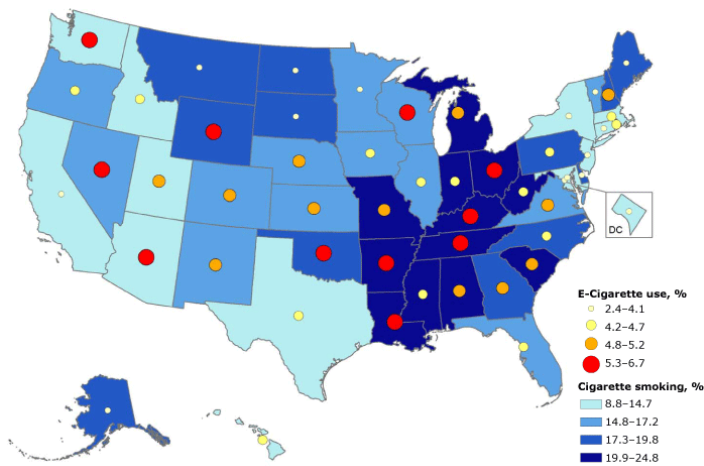 DC
E-Cigarette use, %
2.4–4.1
4.2–4.7
4.8–5.2
5.3–6.7
Cigarette smoking, %
8.8–14.7
14.8–17.2
17.3–19.8
19.9–24.8